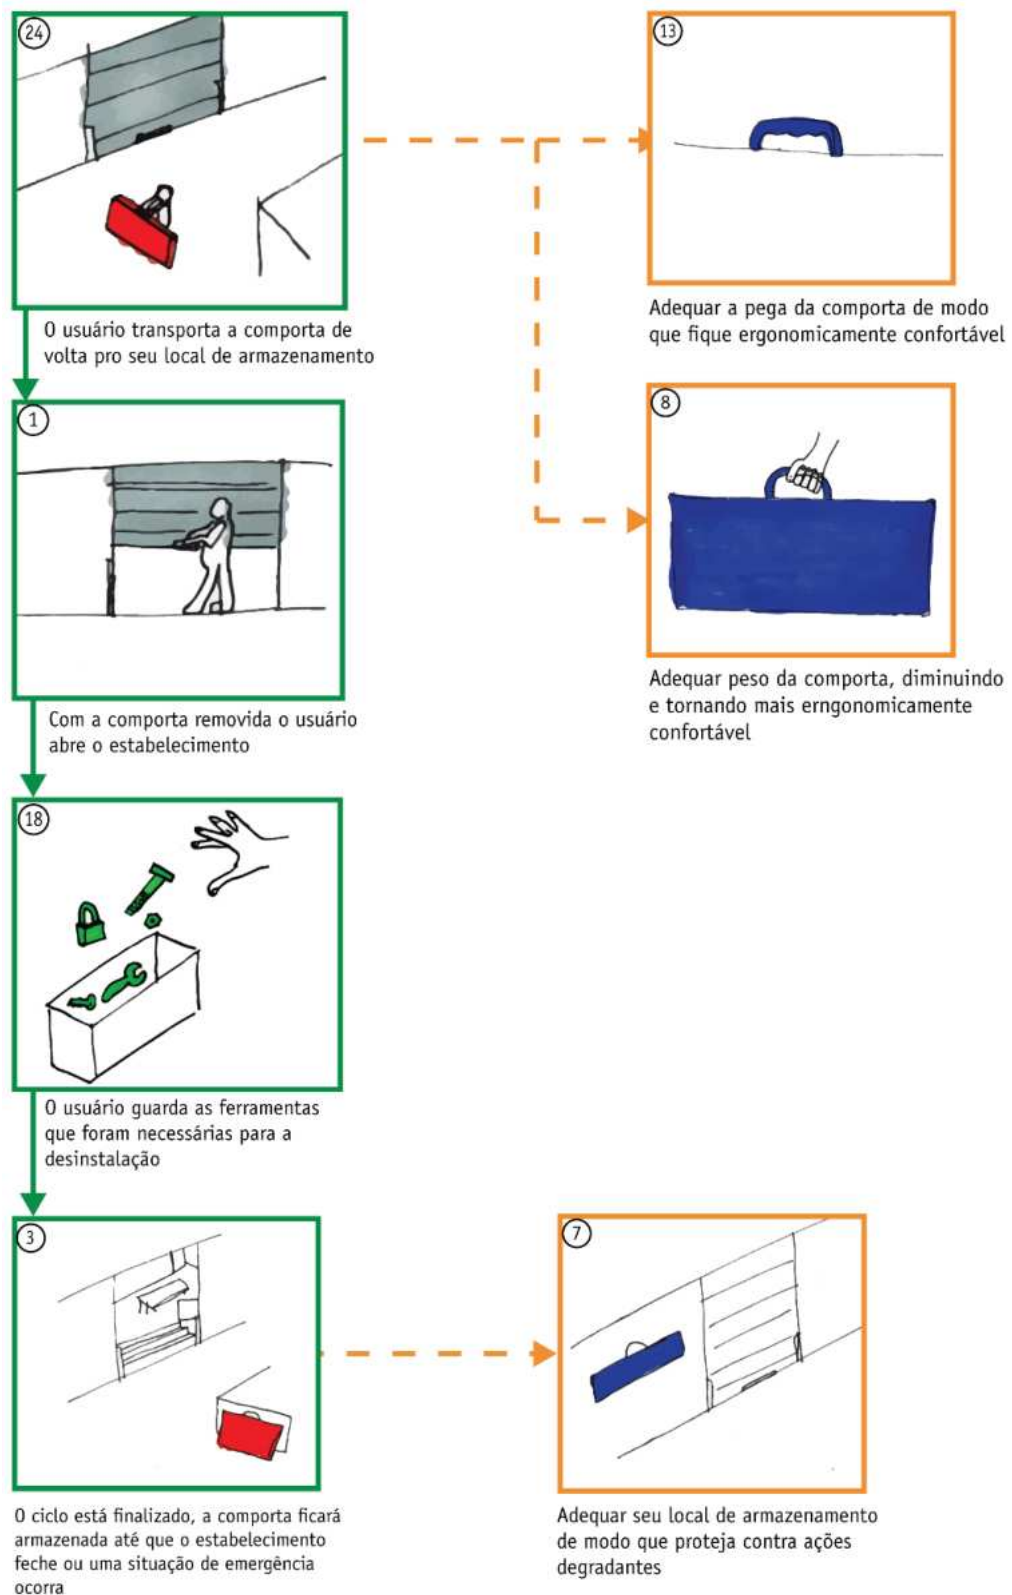 24
O usuário transporta a comporta de
volta pro seu local de armazenamento
13
Adequar a pega da comporta de modo
que fique ergonomicamente confortável
1
Com a comporta removida o usuário
abre o estabelecimento
8
Adequar peso da comporta, diminuindo
e tornando mais erngonomicamente
confortável
18
O usuário guarda as ferramentas
que foram necessárias para a
desinstalação
3
O ciclo está finalizado, a comporta ficará
armazenada até que o estabelecimento
feche ou uma situação de emergência
ocorra
7
Adequar seu local de armazenamento
de modo que proteja contra ações
degradantes